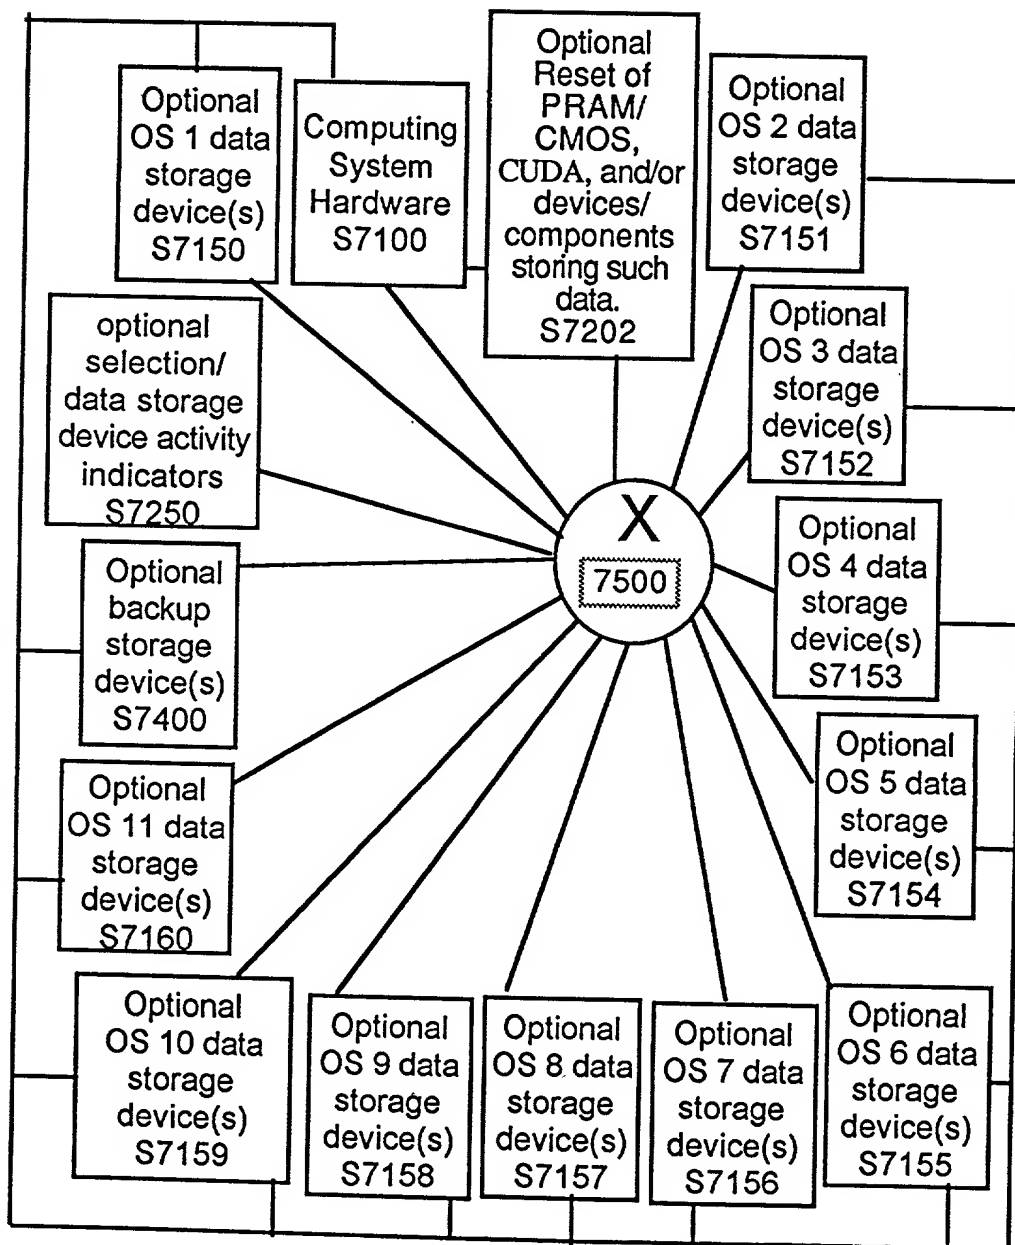 Optional
OS 1 data
storage
device(s)
S7150
Computing
System
Hardware
S7100
Optional
Reset of
PRAM/
CMOS,
CUDA, and/or
devices/
components
storing such
data.
S7202
Optional
OS 2 data
storage
device(s)
S7151
optional
selection/
data storage
device activity
indicators
S7250
Optional
OS 3 data
storage
device(s)
S7152
X
7500
Optional
OS 4 data
storage
device(s)
S7153
Optional
backup
storage
device(s)
S7400
Optional
OS 5 data
storage
device(s)
S7154
Optional
OS 11 data
storage
device(s)
S7160
Optional
OS 10 data
storage
device(s)
S7159
Optional
OS 9 data
storage
device(s)
S7158
Optional
OS 8 data
storage
device(s)
S7157
Optional
OS 7 data
storage
device(s)
S7156
Optional
OS 6 data
storage
device(s)
S7155